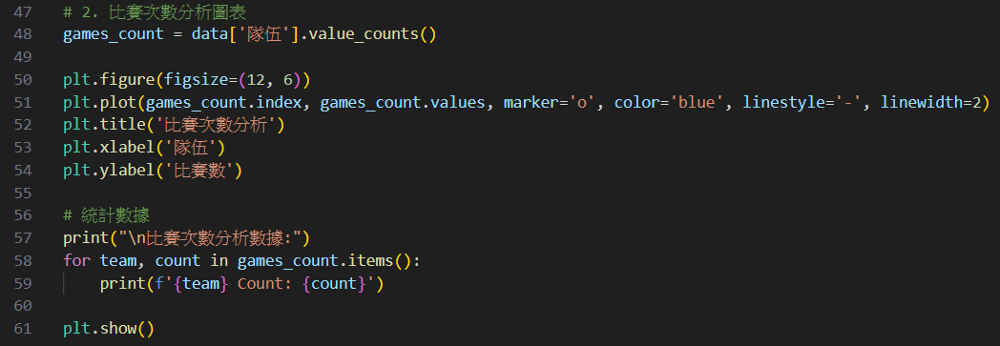 47 # 2. 比賽次數分析圖表
48 games_count = data['隊伍'].value_counts()
49
50 plt.figure(figsize=(12, 6))
51 plt.plot(games_count.index, games_count.values, marker='o', color='blue', linestyle='-', linewidth=2)
52 plt.title('比賽次數分析')
53 plt.xlabel('隊伍')
54 plt.ylabel('比賽數')
55
56 # 統計數據
57 print("\n比賽次數分析數據:")
58 for team, count in games_count.items():
59     print(f'{team} Count: {count}')
60
61 plt.show()